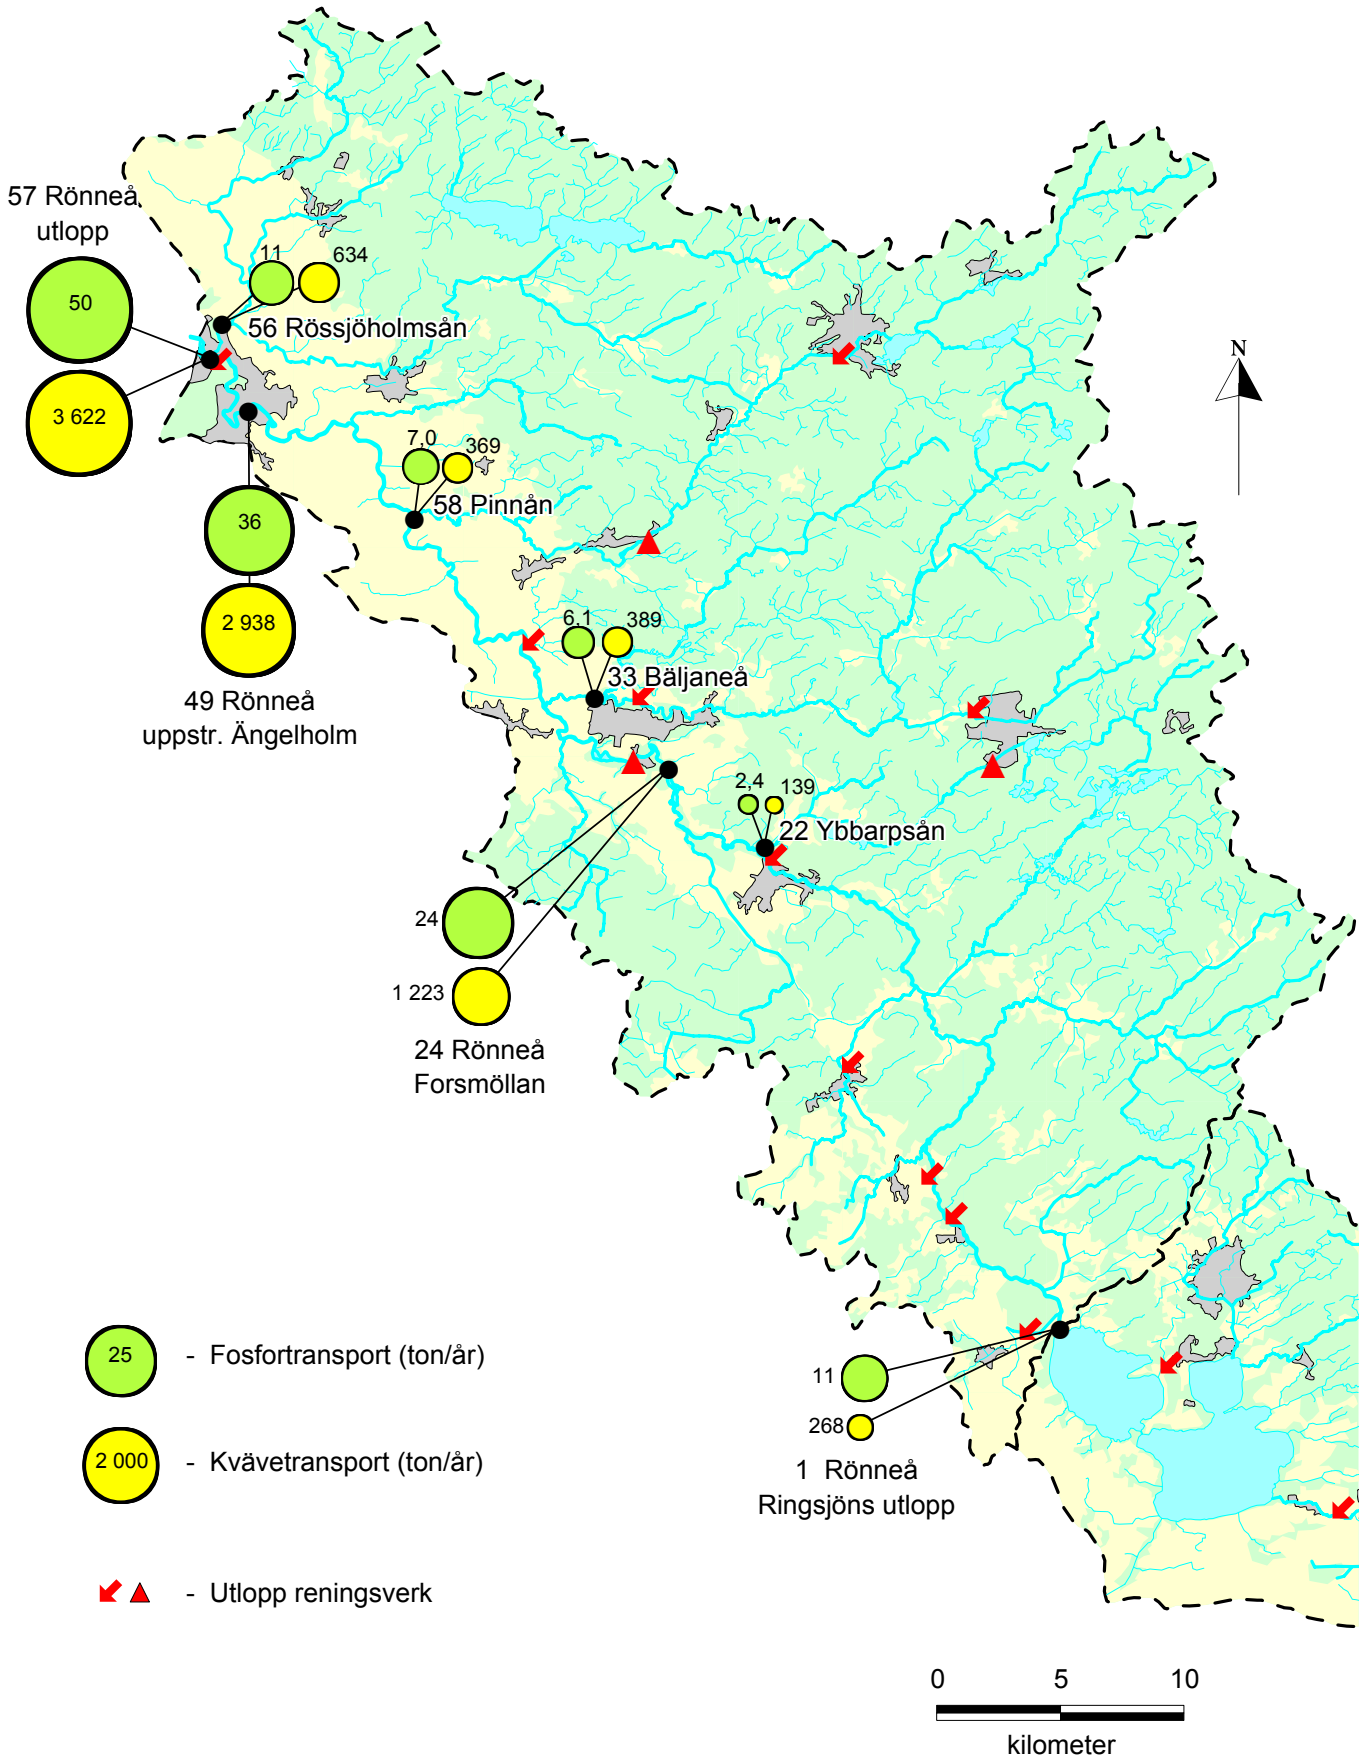 57 Rönneå
utlopp
50
3 622
11
634
56 Rössjöholmsån
N
7,0
369
58 Pinnån
36
2 938
49 Rönneå
uppstr. Ängelholm
6,1
389
33 Bäljaneå
2,4
139
22 Ybbarpsån
24
1 223
24 Rönneå
Forsmöllan
11
268
1 Rönneå
Ringsjöns utlopp
25 - Fosfortransport (ton/år)
2 000 - Kvävetransport (ton/år)
- Utlopp reningsverk
0 5 10
kilometer